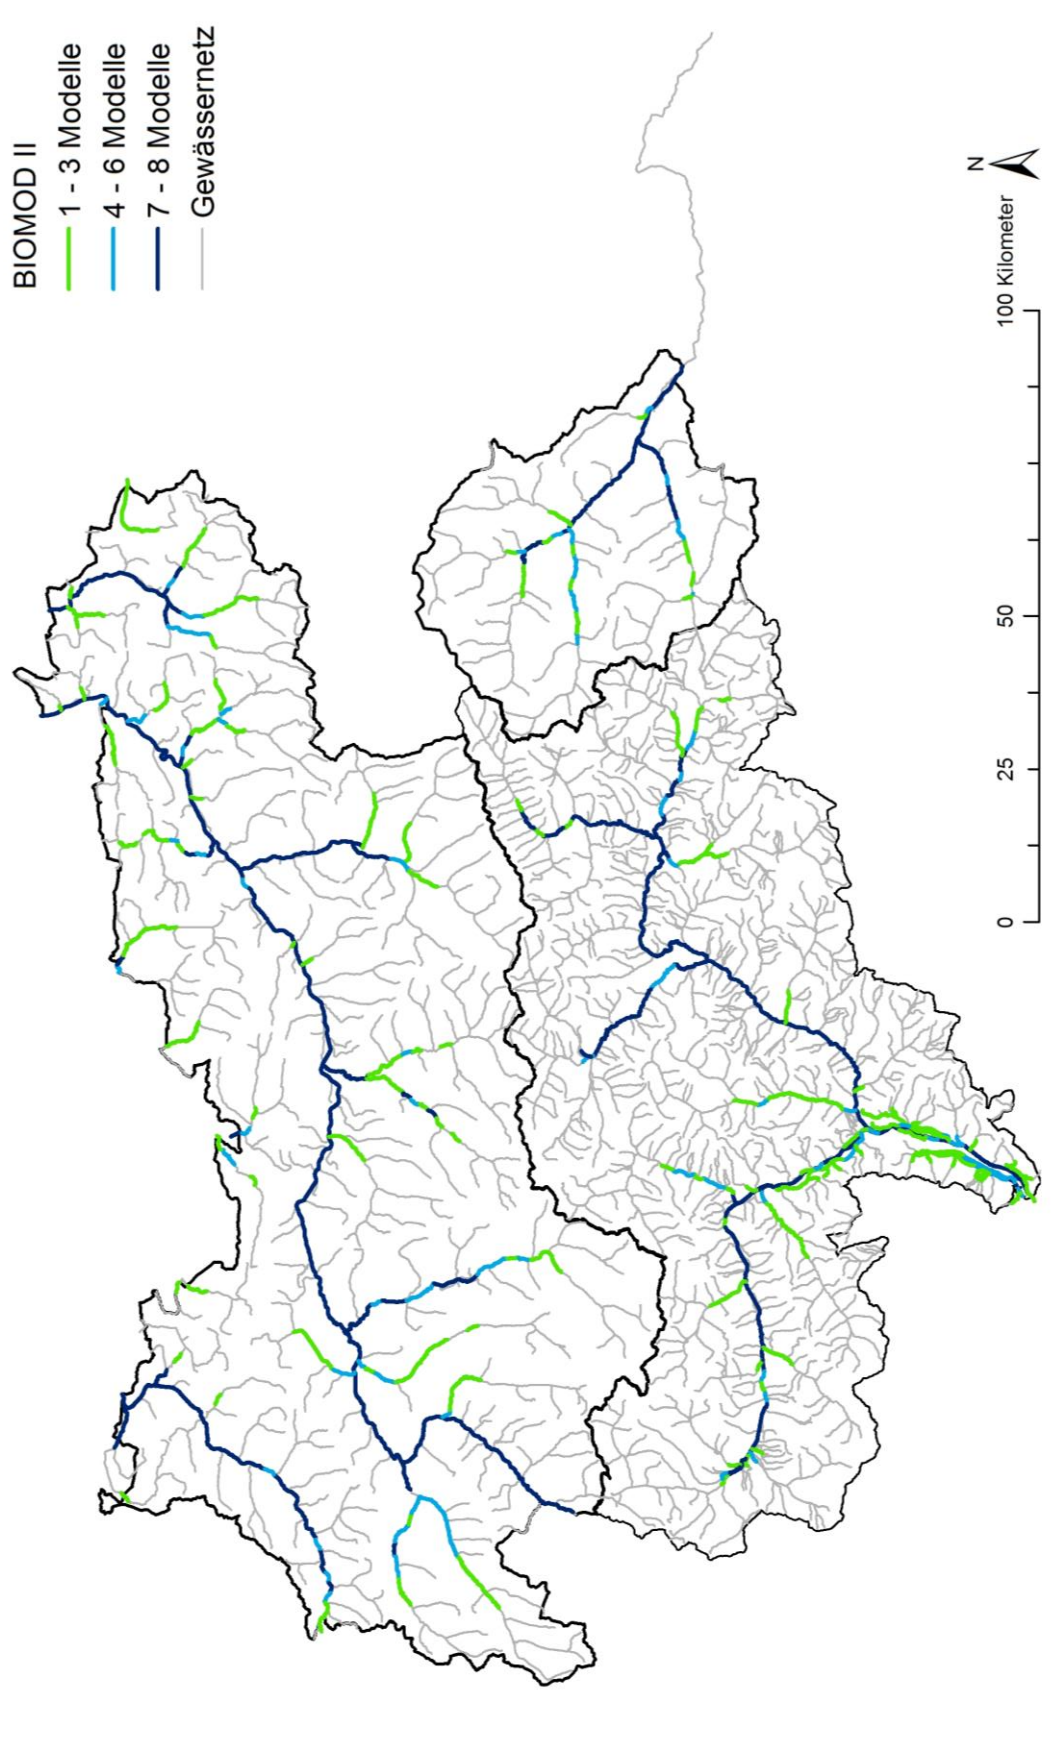 BIOMOD II
1 - 3 Modelle
4 - 6 Modelle
7 - 8 Modelle
Gewässernetz
N
0 25 50 100 Kilometer